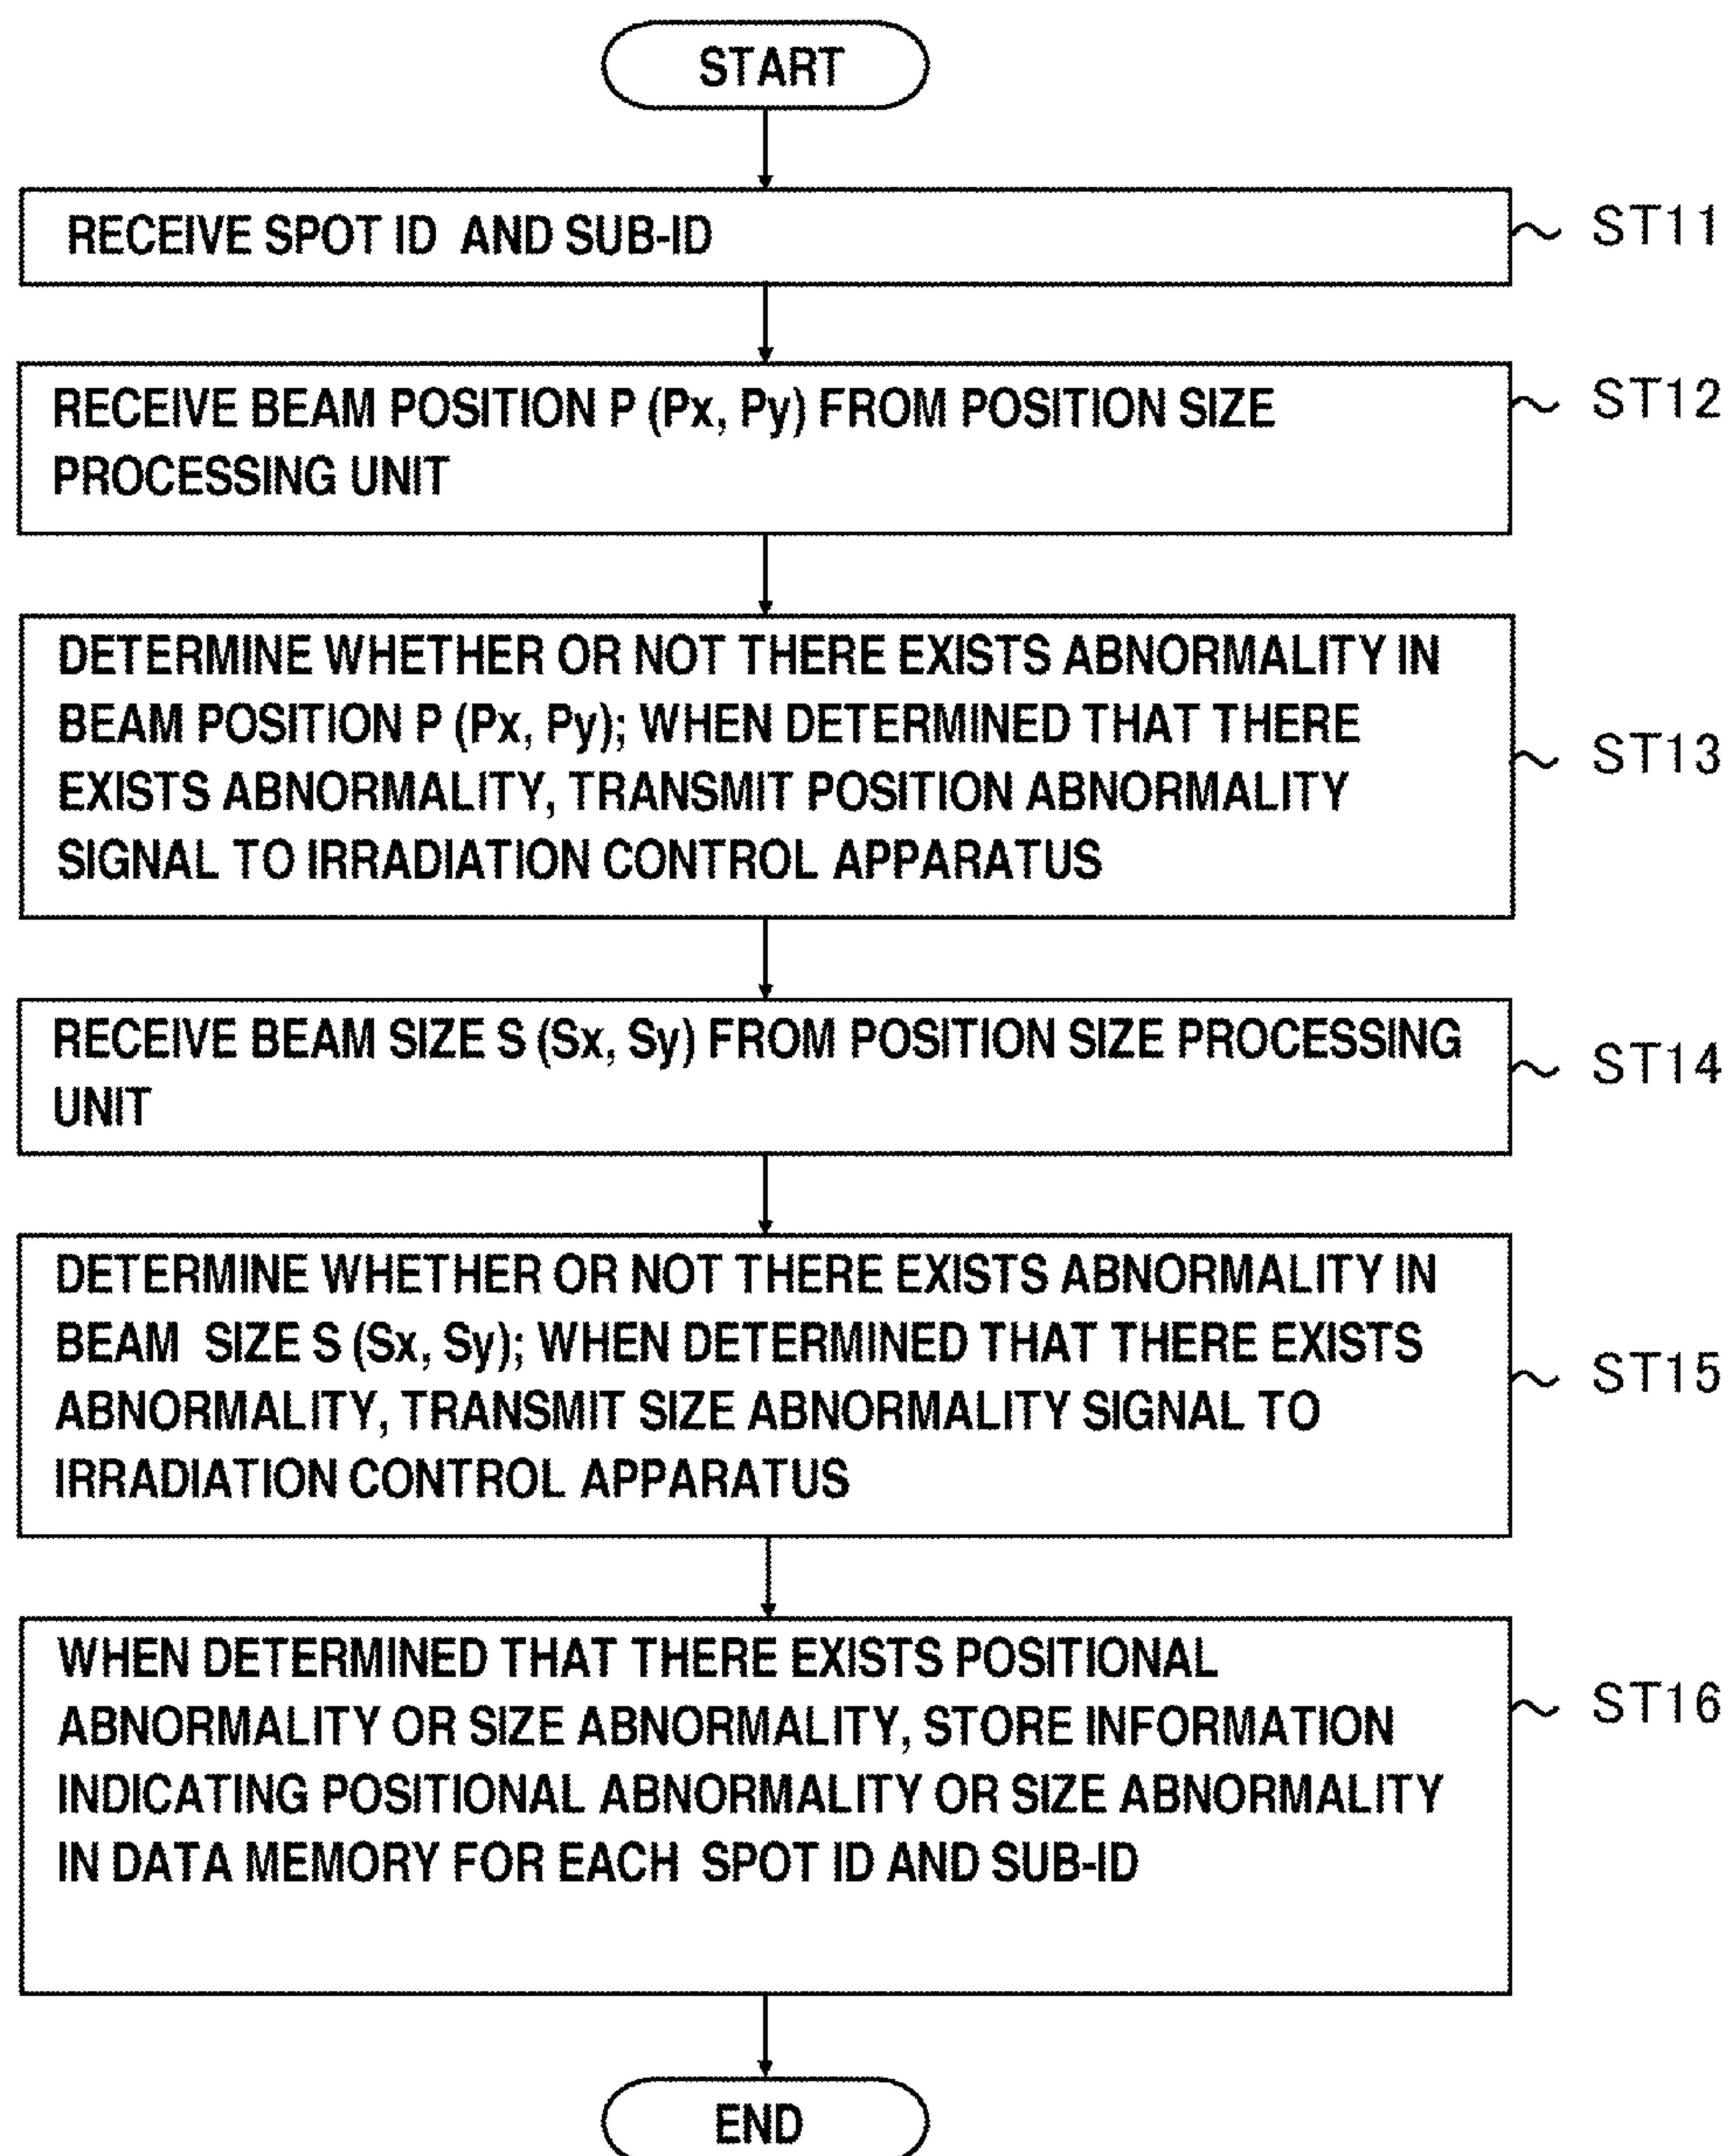 START
RECEIVE SPOT ID AND SUB-ID
ST11
RECEIVE BEAM POSITION P (Px, Py) FROM POSITION SIZE
PROCESSING UNIT
ST12
DETERMINE WHETHER OR NOT THERE EXISTS ABNORMALITY IN
BEAM POSITION P (Px, Py); WHEN DETERMINED THAT THERE
EXISTS ABNORMALITY, TRANSMIT POSITION ABNORMALITY
SIGNAL TO IRRADIATION CONTROL APPARATUS
ST13
RECEIVE BEAM SIZE S (Sx, Sy) FROM POSITION SIZE PROCESSING
UNIT
ST14
DETERMINE WHETHER OR NOT THERE EXISTS ABNORMALITY IN
BEAM SIZE S (Sx, Sy); WHEN DETERMINED THAT THERE EXISTS
ABNORMALITY, TRANSMIT SIZE ABNORMALITY SIGNAL TO
IRRADIATION CONTROL APPARATUS
ST15
WHEN DETERMINED THAT THERE EXISTS POSITIONAL
ABNORMALITY OR SIZE ABNORMALITY, STORE INFORMATION
INDICATING POSITIONAL ABNORMALITY OR SIZE ABNORMALITY
IN DATA MEMORY FOR EACH SPOT ID AND SUB-ID
ST16
END